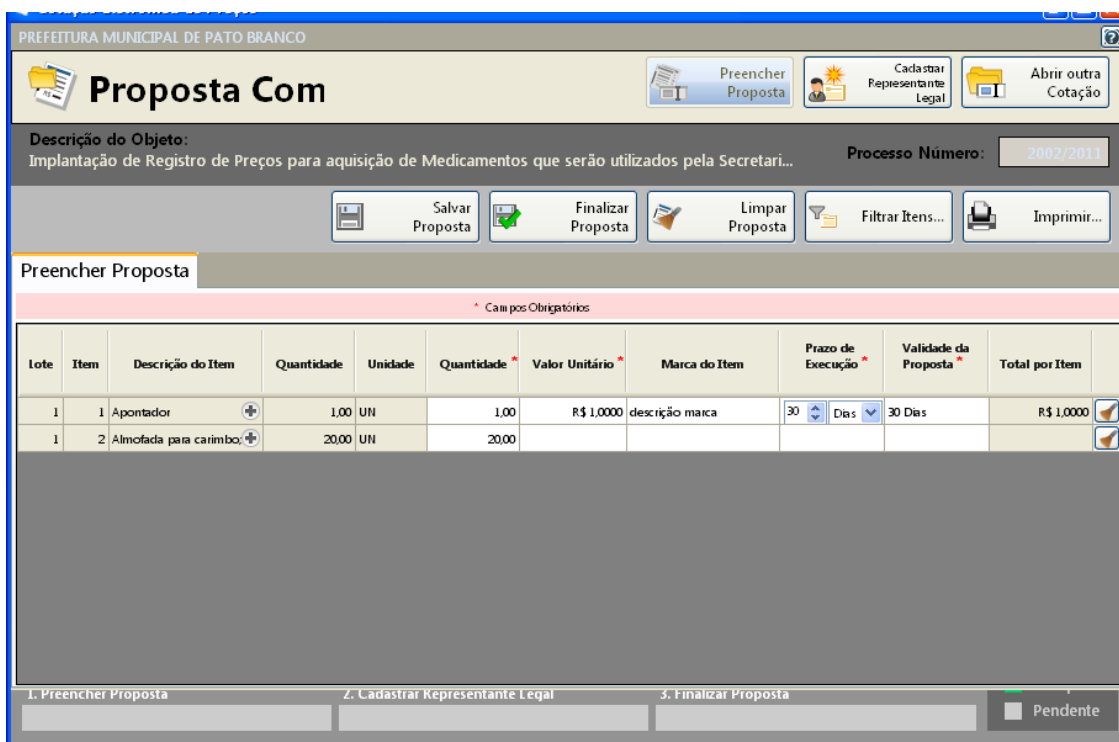 PREFEITURA MUNICIPAL DE PATO BRANCO
Proposta Com
Preencher
Proposta
Cadastrar
Representante
Legal
Abrir outra
Cotação
Descrição do Objeto:
Implantação de Registro de Preços para aquisição de Medicamentos que serão utilizados pela Secretari...
Processo Número:
2002/2011
Salvar
Proposta
Finalizar
Proposta
Limpar
Proposta
Filtrar Itens...
Imprimir...
Preencher Proposta
* Campos Obrigatórios
Lote Item Descrição do Item Quantidade Unidade Quantidade * Valor Unitário * Marca do Item Prazo de Execução * Validade da Proposta * Total por Item
1 1 Apontador 1,00 UN 1,00 R$ 1,0000 descrição marca 30 Dias 30 Dias R$ 1,0000
1 2 Almofada para carimbo; 20,00 UN 20,00
1. Preencher Proposta 2. Cadastrar Representante Legal 3. Finalizar Proposta
Pendente